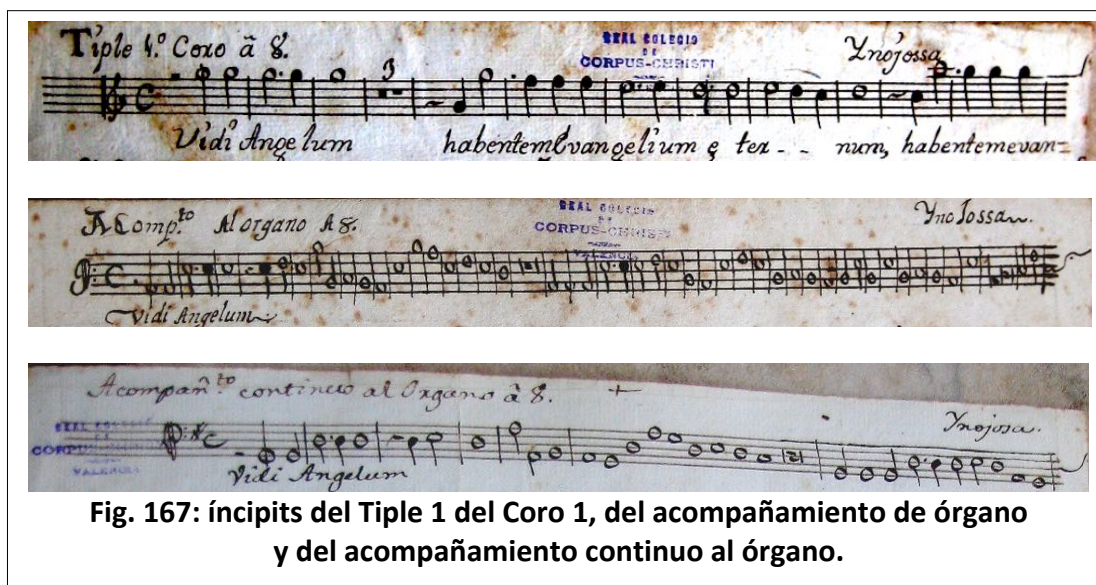 Tiple 1.º Coro â 8.
REAL COLEGIO
DE
CORPUS-CHRISTI
Ynojossa
3
Vidi Angelum habentem Evangelium e ter - - num, habentemevan=
AComp.to Al organo A 8.
REAL COLEGIO
DE
CORPUS-CHRISTI
VALENCIA
Ynojossa.
Vidi Angelum
Acompañ.to continuo al Organo â 8.
REAL COLEGIO
DE
CORPUS-CHRISTI
VALENCIA
Ynojosa.
Vidi Angelum
Fig. 167: íncipits del Tiple 1 del Coro 1, del acompañamiento de órgano
y del acompañamiento continuo al órgano.